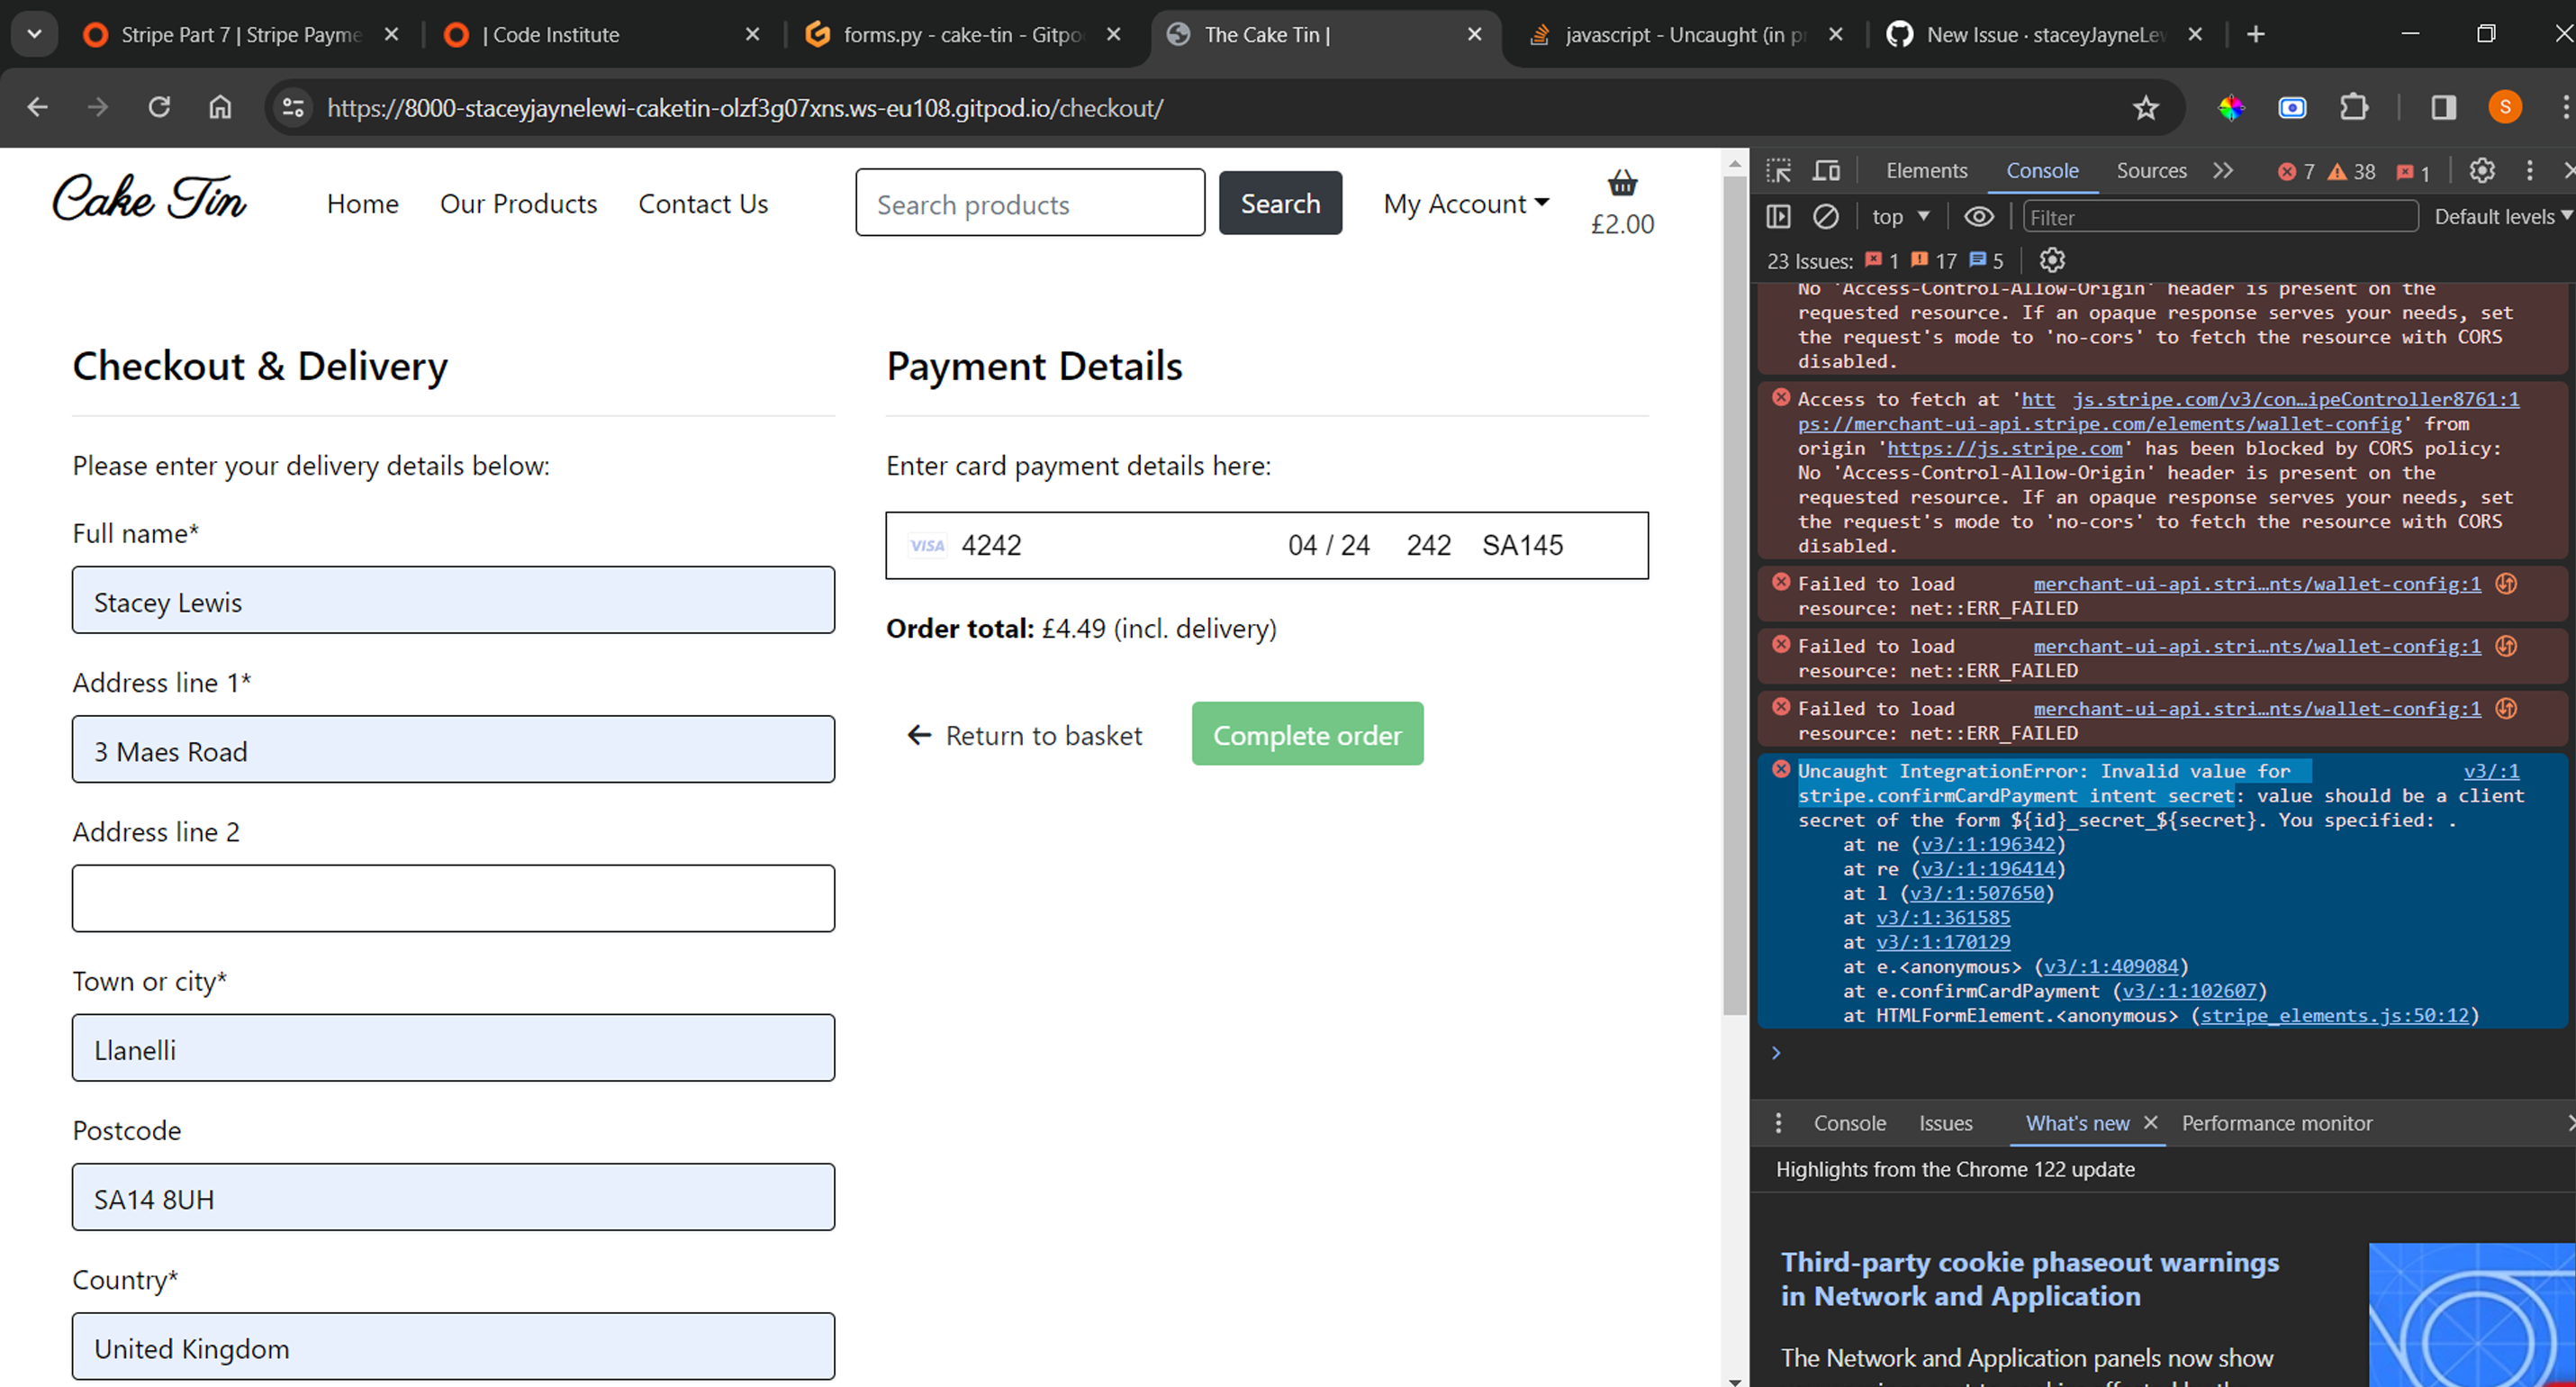 Stripe Part 7 | Stripe Payme
| Code Institute
forms.py - cake-tin - Gitpo
The Cake Tin |
javascript - Uncaught (in p
New Issue · staceyJayneLe
https://8000-staceyjaynelewi-caketin-olzf3g07xns.ws-eu108.gitpod.io/checkout/
S
Cake Tin
Home
Our Products
Contact Us
Search products
Search
My Account
£2.00
Checkout & Delivery
Please enter your delivery details below:
Full name*
Stacey Lewis
Address line 1*
3 Maes Road
Address line 2
Town or city*
Llanelli
Postcode
SA14 8UH
Country*
United Kingdom
Payment Details
Enter card payment details here:
VISA 4242 04 / 24 242 SA145
Order total: £4.49 (incl. delivery)
Return to basket
Complete order
Elements Console Sources 7 38 1
top Filter Default levels
23 Issues: 1 17 5
No 'Access-Control-Allow-Origin' header is present on the
requested resource. If an opaque response serves your needs, set
the request's mode to 'no-cors' to fetch the resource with CORS
disabled.
Access to fetch at 'htt js.stripe.com/v3/con…ipeController8761:1
ps://merchant-ui-api.stripe.com/elements/wallet-config' from
origin 'https://js.stripe.com' has been blocked by CORS policy:
No 'Access-Control-Allow-Origin' header is present on the
requested resource. If an opaque response serves your needs, set
the request's mode to 'no-cors' to fetch the resource with CORS
disabled.
Failed to load merchant-ui-api.stri…nts/wallet-config:1
resource: net::ERR_FAILED
Failed to load merchant-ui-api.stri…nts/wallet-config:1
resource: net::ERR_FAILED
Failed to load merchant-ui-api.stri…nts/wallet-config:1
resource: net::ERR_FAILED
Uncaught IntegrationError: Invalid value for v3/:1
stripe.confirmCardPayment intent secret: value should be a client
secret of the form ${id}_secret_${secret}. You specified: .
at ne (v3/:1:196342)
at re (v3/:1:196414)
at l (v3/:1:507650)
at v3/:1:361585
at v3/:1:170129
at e.<anonymous> (v3/:1:409084)
at e.confirmCardPayment (v3/:1:102607)
at HTMLFormElement.<anonymous> (stripe_elements.js:50:12)
Console Issues What's new Performance monitor
Highlights from the Chrome 122 update
Third-party cookie phaseout warnings
in Network and Application
The Network and Application panels now show